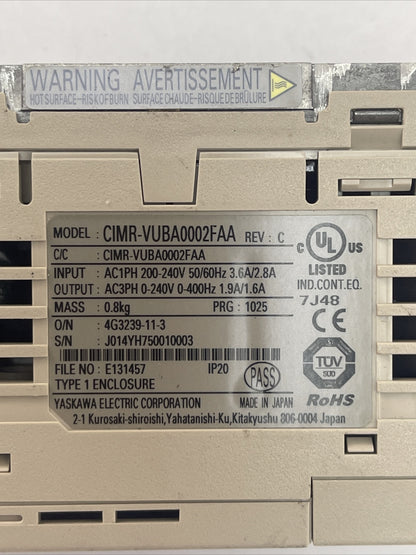 WARNING AVERTISSEMENT
HOT SURFACE-RISK OF BURN SURFACE CHAUDE-RISQUE DE BRÛLURE
MODEL : CIMR-VUBA0002FAA REV : C
C/C : CIMR-VUBA0002FAA
INPUT : AC1PH 200-240V 50/60Hz 3.6A/2.8A
OUTPUT : AC3PH 0-240V 0-400Hz 1.9A/1.6A
MASS : 0.8kg PRG : 1025
O/N : 4G3239-11-3
S/N : J014YH750010003
FILE NO : E131457 IP20
TYPE 1 ENCLOSURE
PASS
YASKAWA ELECTRIC CORPORATION MADE IN JAPAN
2-1 Kurosaki-shiroishi,Yahatanishi-Ku,Kitakyushu 806-0004 Japan
C UL US
LISTED
IND.CONT.EQ.
7J48
CE
TÜV
SÜD
RoHS